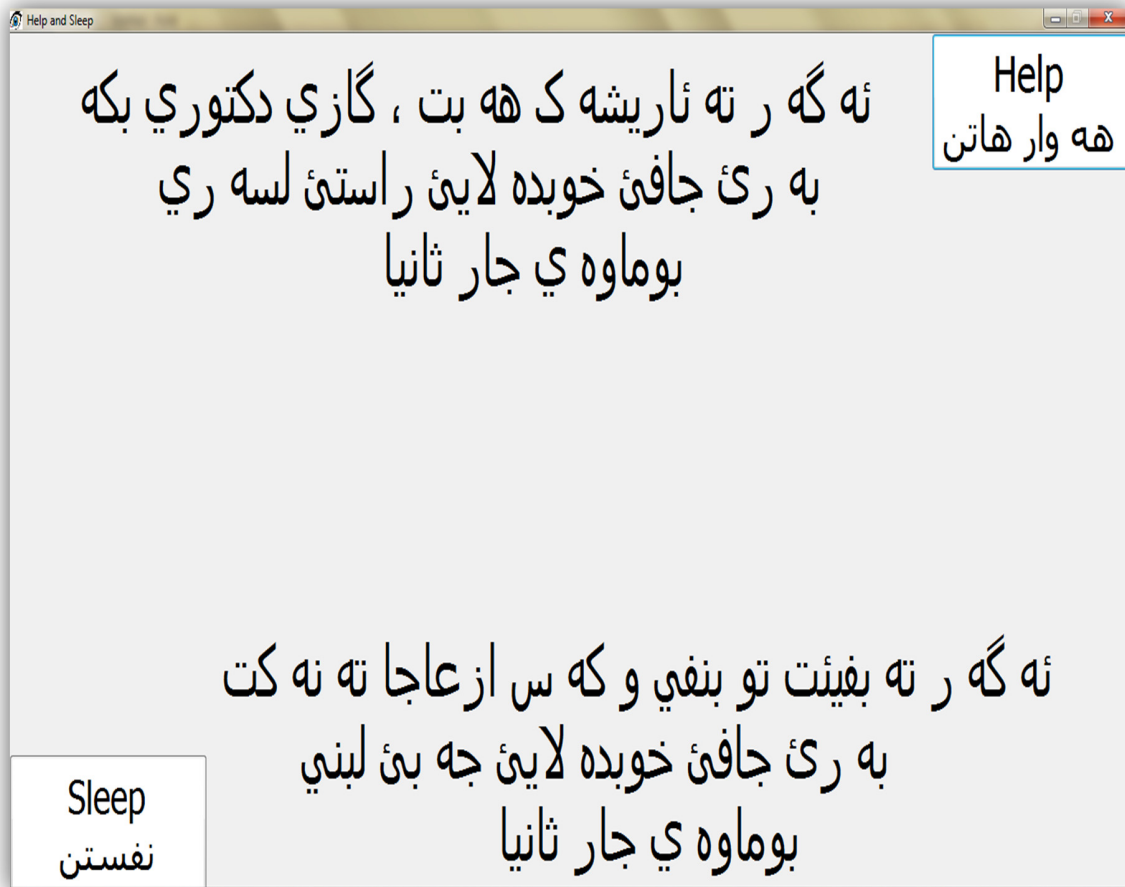 Help and Sleep
ئه گه ر ته ئاريشه ک هه بت ، گازي دکتوري بکه
به رئ جافئ خوبده لايئ راستئ لسه ري
بوماوه ي جار ثانيا
Help
هه وار هاتن
ئه گه ر ته بفيئت تو بنفي و که س ازعاجا ته نه کت
به رئ جافئ خوبده لايئ جه بئ لبني
بوماوه ي جار ثانيا
Sleep
نفستن